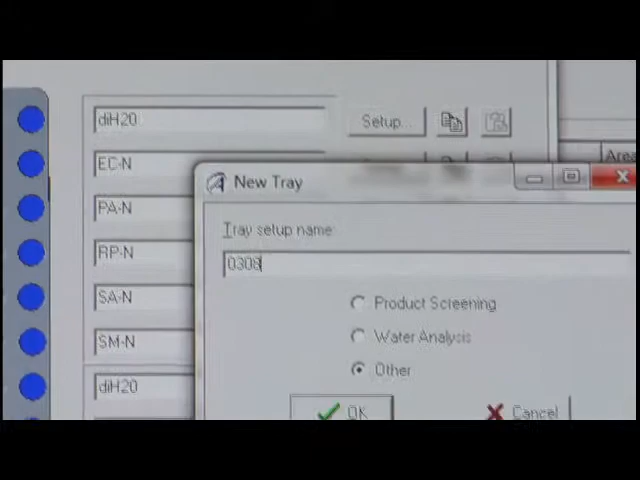 diH20
Setup...
EC-N
Area
New Tray
PA-N
Tray setup name
RP-N
0308
SA-N
Product Screening
SM-N
Water Analysis
diH20
Other
OK
Cancel